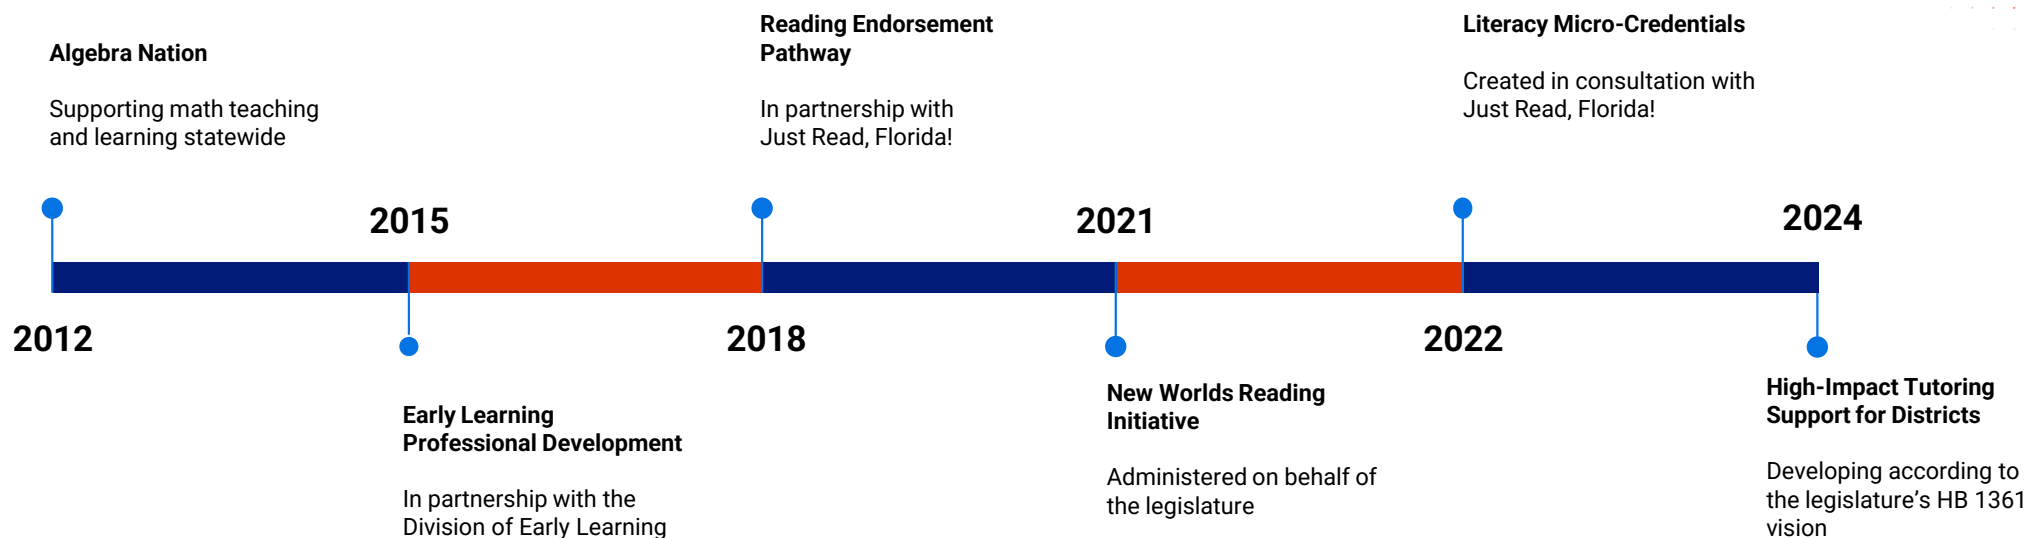 Algebra Nation
Supporting math teaching
and learning statewide
2012
2015
Early Learning
Professional Development
In partnership with the
Division of Early Learning
Reading Endorsement
Pathway
In partnership with
Just Read, Florida!
2018
2021
New Worlds Reading
Initiative
Administered on behalf of
the legislature
Literacy Micro-Credentials
Created in consultation with
Just Read, Florida!
2022
2024
High-Impact Tutoring
Support for Districts
Developing according to
the legislature’s HB 1361
vision